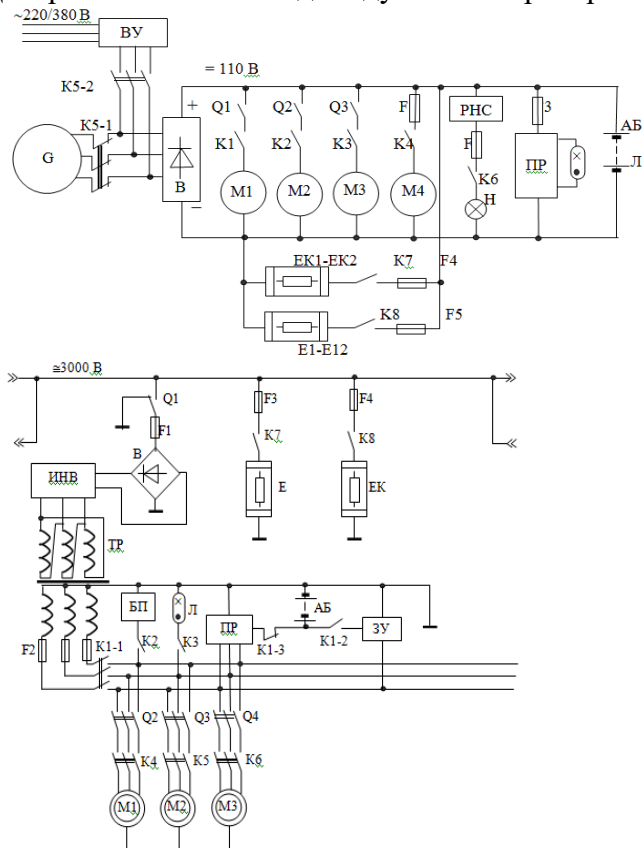 ~220/380 В
ВУ
К5-2
= 110 В
К5-1
+
Q1
Q2
Q3
F
РНС
З
АБ
К1
К2
К3
К4
F
G
В
М1
М2
М3
М4
К6
ПР
Л
Н
–
ЕК1-ЕК2
К7
F4
К8
F5
Е1-Е12
≅3000 В
Q1
F1
F3
F4
К7
К8
В
ИНВ
Е
ЕК
ТР
БП
Л
ПР
АБ
ЗУ
F2
К1-1
К2
К3
К1-3
К1-2
Q2
Q3
Q4
К4
К5
К6
М1
М2
М3